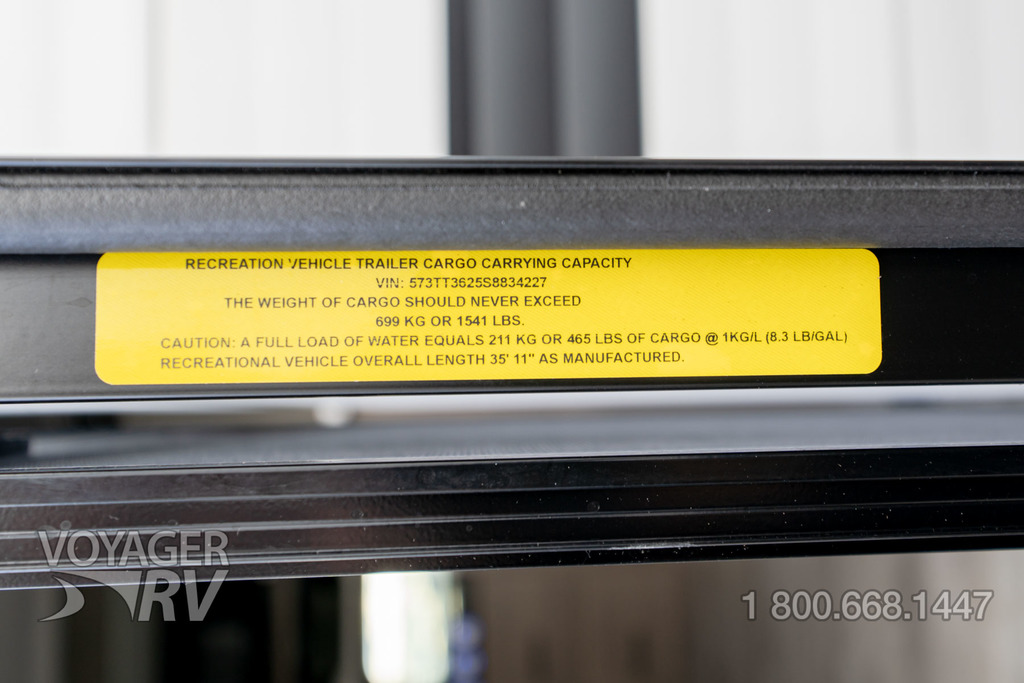 RECREATION VEHICLE TRAILER CARGO CARRYING CAPACITY
VIN: 573TT3625S8834227
THE WEIGHT OF CARGO SHOULD NEVER EXCEED
699 KG OR 1541 LBS.
CAUTION: A FULL LOAD OF WATER EQUALS 211 KG OR 465 LBS OF CARGO @ 1KG/L (8.3 LB/GAL)
RECREATIONAL VEHICLE OVERALL LENGTH 35' 11" AS MANUFACTURED.
VOYAGER
RV
1 800.668.1447